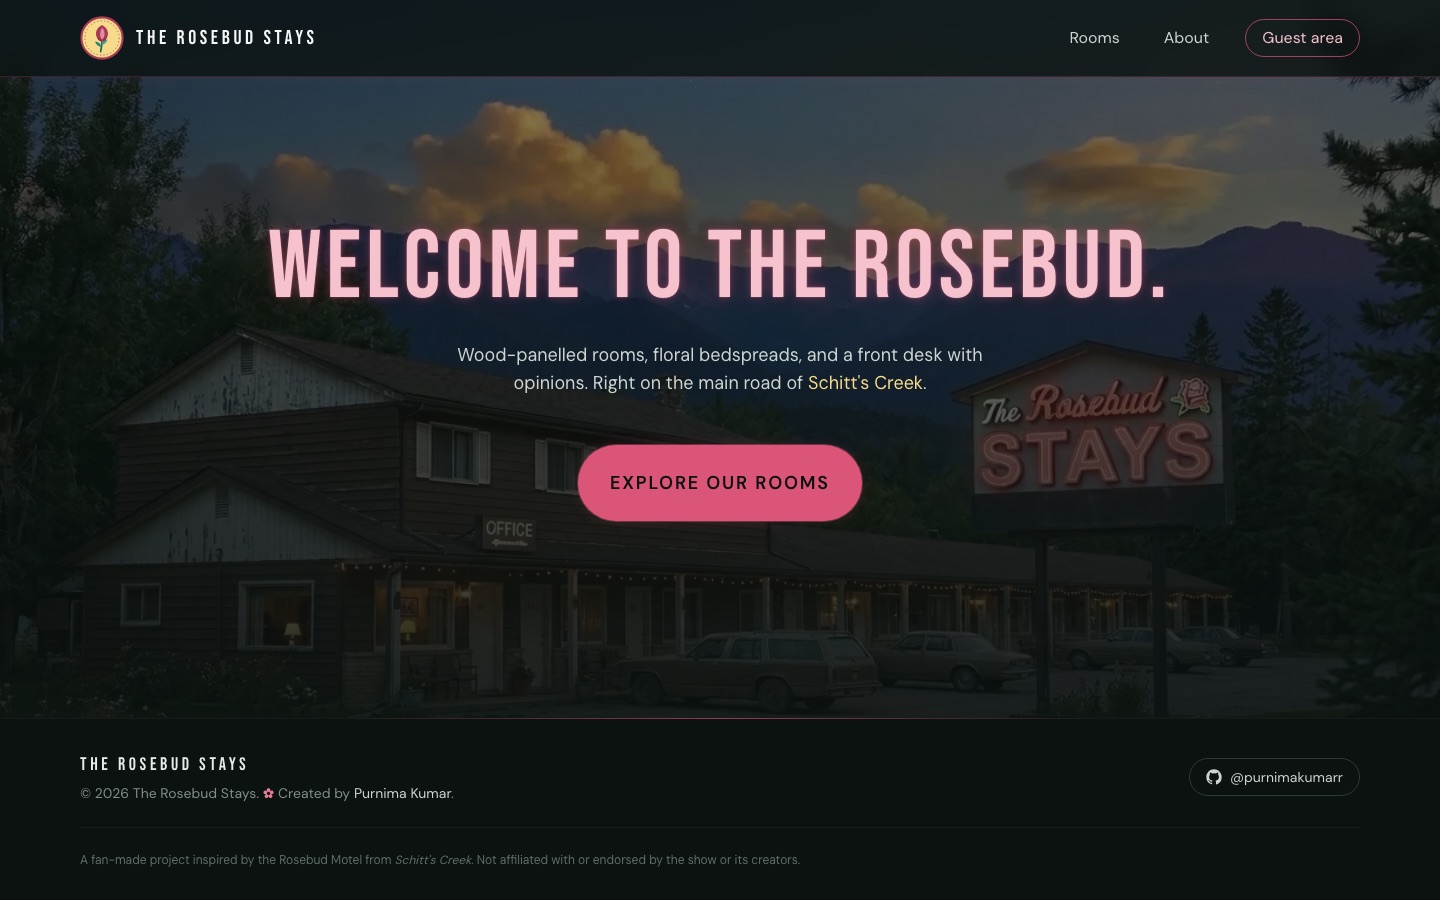 THE ROSEBUD STAYS
Rooms
About
Guest area
WELCOME TO THE ROSEBUD.
Wood-panelled rooms, floral bedspreads, and a front desk with
opinions. Right on the main road of Schitt's Creek.
The Rosebud
STAYS
EXPLORE OUR ROOMS
OFFICE
THE ROSEBUD STAYS
© 2026 The Rosebud Stays. ✿ Created by Purnima Kumar.
@purnimakumarr
A fan-made project inspired by the Rosebud Motel from Schitt's Creek. Not affiliated with or endorsed by the show or its creators.